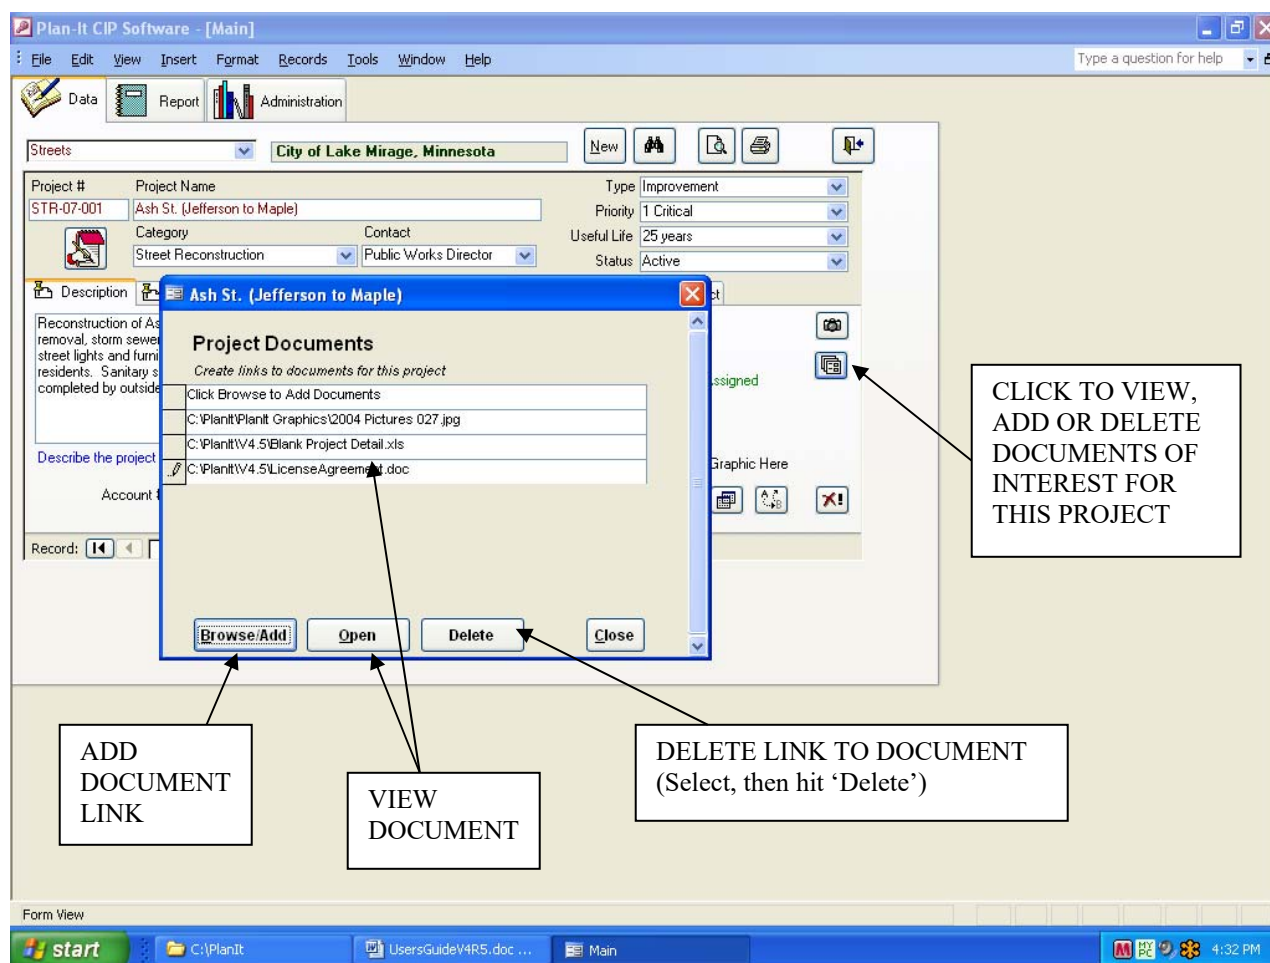 Plan-It CIP Software - [Main]
File Edit View Insert Format Records Tools Window Help
Type a question for help
Data Report Administration
Streets City of Lake Mirage, Minnesota New
Project # Project Name Type Improvement
STR-07-001 Ash St. (Jefferson to Maple) Priority 1 Critical
Category Contact Useful Life 25 years
Street Reconstruction Public Works Director Status Active
Description
Ash St. (Jefferson to Maple)
Reconstruction of As
removal, storm sewer
street lights and furni
residents. Sanitary s
completed by outside
Describe the project
Account #
Project Documents
Create links to documents for this project
Click Browse to Add Documents
C:\PlanIt\PlanIt Graphics\2004 Pictures 027.jpg
C:\PlanIt\V4.5\Blank Project Detail.xls
C:\PlanIt\V4.5\LicenseAgreement.doc
Browse/Add Open Delete Close
ct
ssigned
Graphic Here
Record:
CLICK TO VIEW,
ADD OR DELETE
DOCUMENTS OF
INTEREST FOR
THIS PROJECT
ADD
DOCUMENT
LINK
VIEW
DOCUMENT
DELETE LINK TO DOCUMENT
(Select, then hit ‘Delete’)
Form View
start C:\PlanIt UsersGuideV4R5.doc ... Main MY PC 4:32 PM